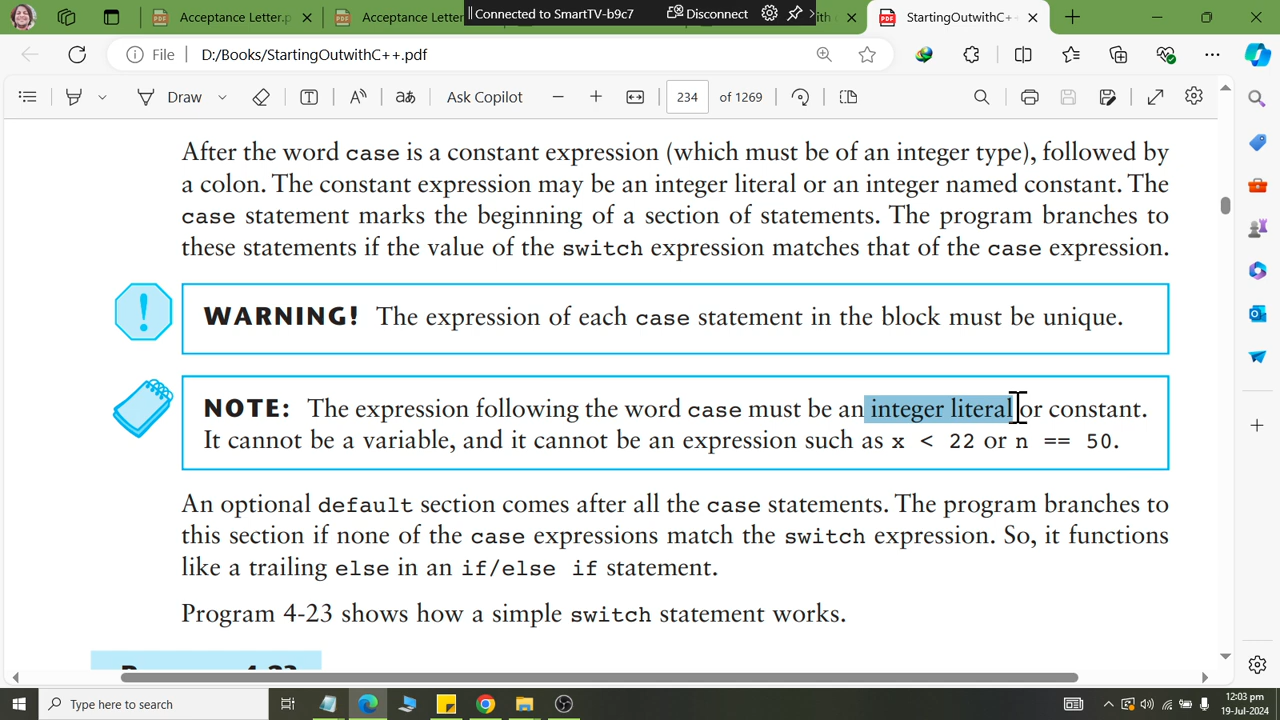 Acceptance Letter.p
Acceptance Letter
Connected to SmartTV-b9c7
Disconnect
StartingOutwithC+
File
D:/Books/StartingOutwithC++.pdf
Draw
Ask Copilot
234
of 1269
After the word case is a constant expression (which must be of an integer type), followed by
a colon. The constant expression may be an integer literal or an integer named constant. The
case statement marks the beginning of a section of statements. The program branches to
these statements if the value of the switch expression matches that of the case expression.
WARNING! The expression of each case statement in the block must be unique.
NOTE: The expression following the word case must be an integer literal or constant.
It cannot be a variable, and it cannot be an expression such as x < 22 or n == 50.
An optional default section comes after all the case statements. The program branches to
this section if none of the case expressions match the switch expression. So, it functions
like a trailing else in an if/else if statement.
Program 4-23 shows how a simple switch statement works.
Type here to search
12:03 pm
19-Jul-2024